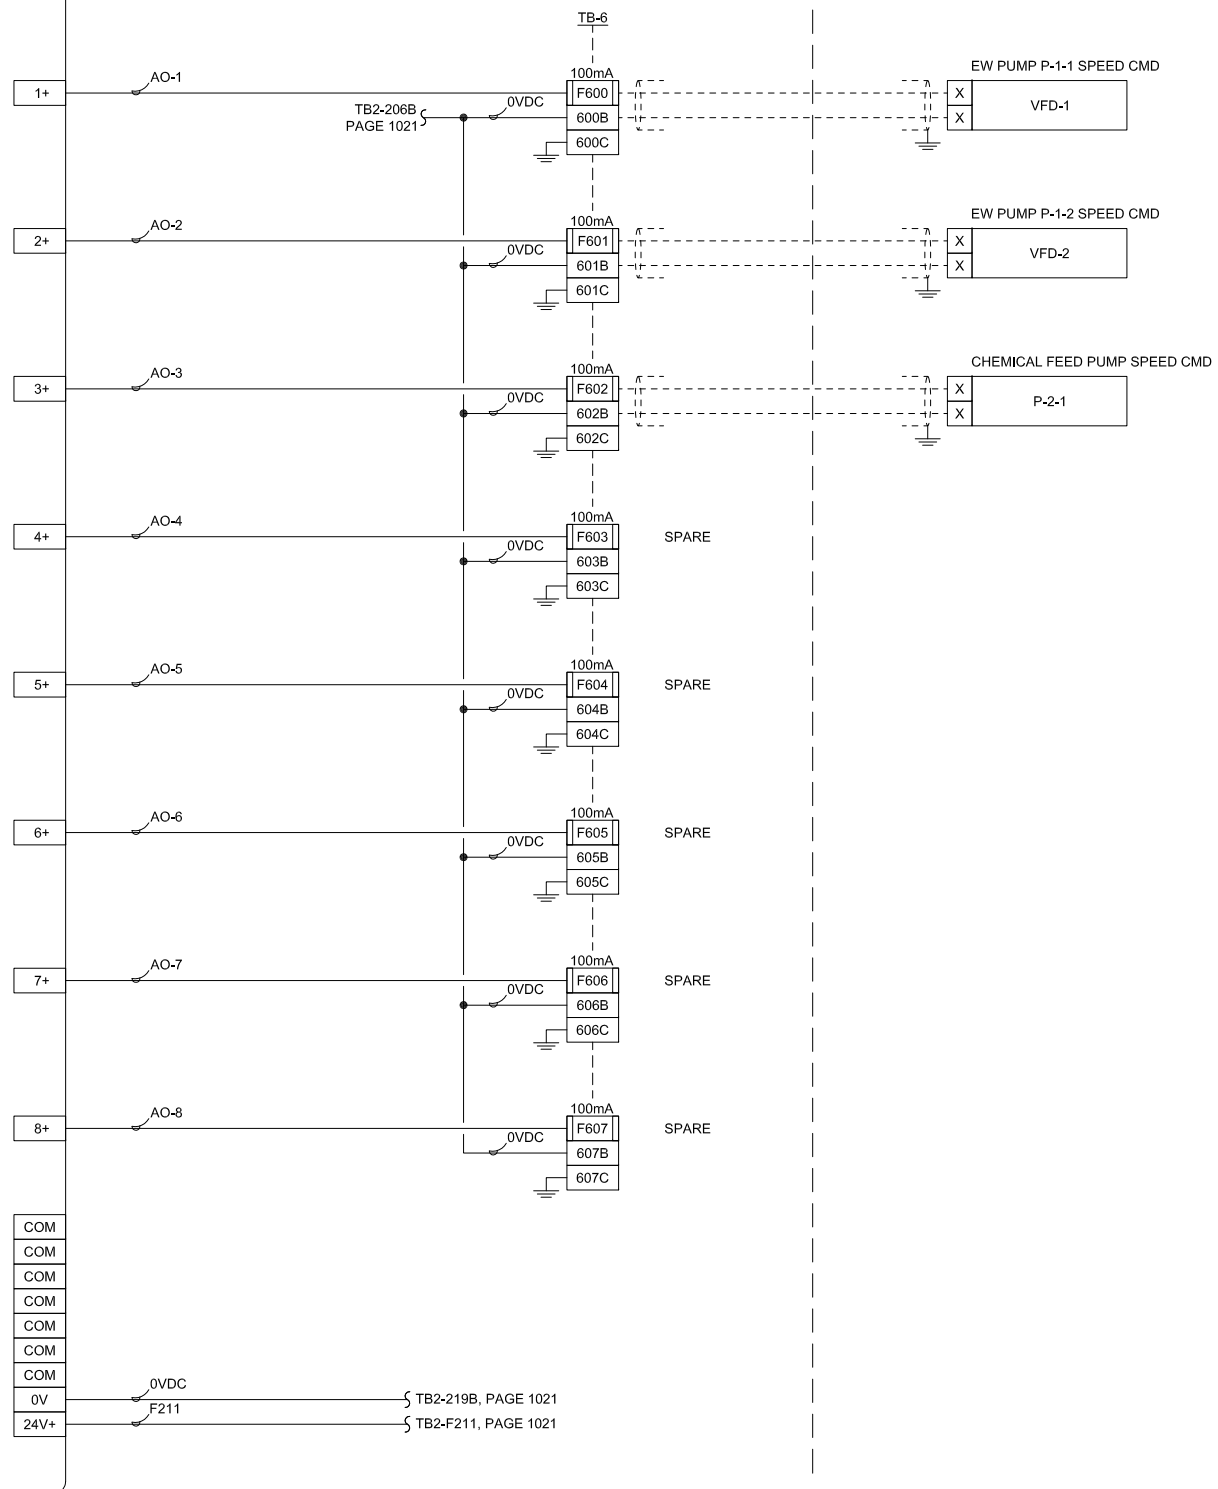 TB-6
100mA
EW PUMP P-1-1 SPEED CMD
1+
AO-1
F600
X
VFD-1
TB2-206B
PAGE 1021
0VDC
600B
X
600C
100mA
EW PUMP P-1-2 SPEED CMD
2+
AO-2
F601
X
VFD-2
0VDC
601B
X
601C
100mA
CHEMICAL FEED PUMP SPEED CMD
3+
AO-3
F602
X
P-2-1
0VDC
602B
X
602C
100mA
4+
AO-4
F603
SPARE
0VDC
603B
603C
100mA
5+
AO-5
F604
SPARE
0VDC
604B
604C
100mA
6+
AO-6
F605
SPARE
0VDC
605B
605C
100mA
7+
AO-7
F606
SPARE
0VDC
606B
606C
100mA
8+
AO-8
F607
SPARE
0VDC
607B
607C
COM
COM
COM
COM
COM
COM
COM
0V
0VDC
TB2-219B, PAGE 1021
24V+
F211
TB2-F211, PAGE 1021